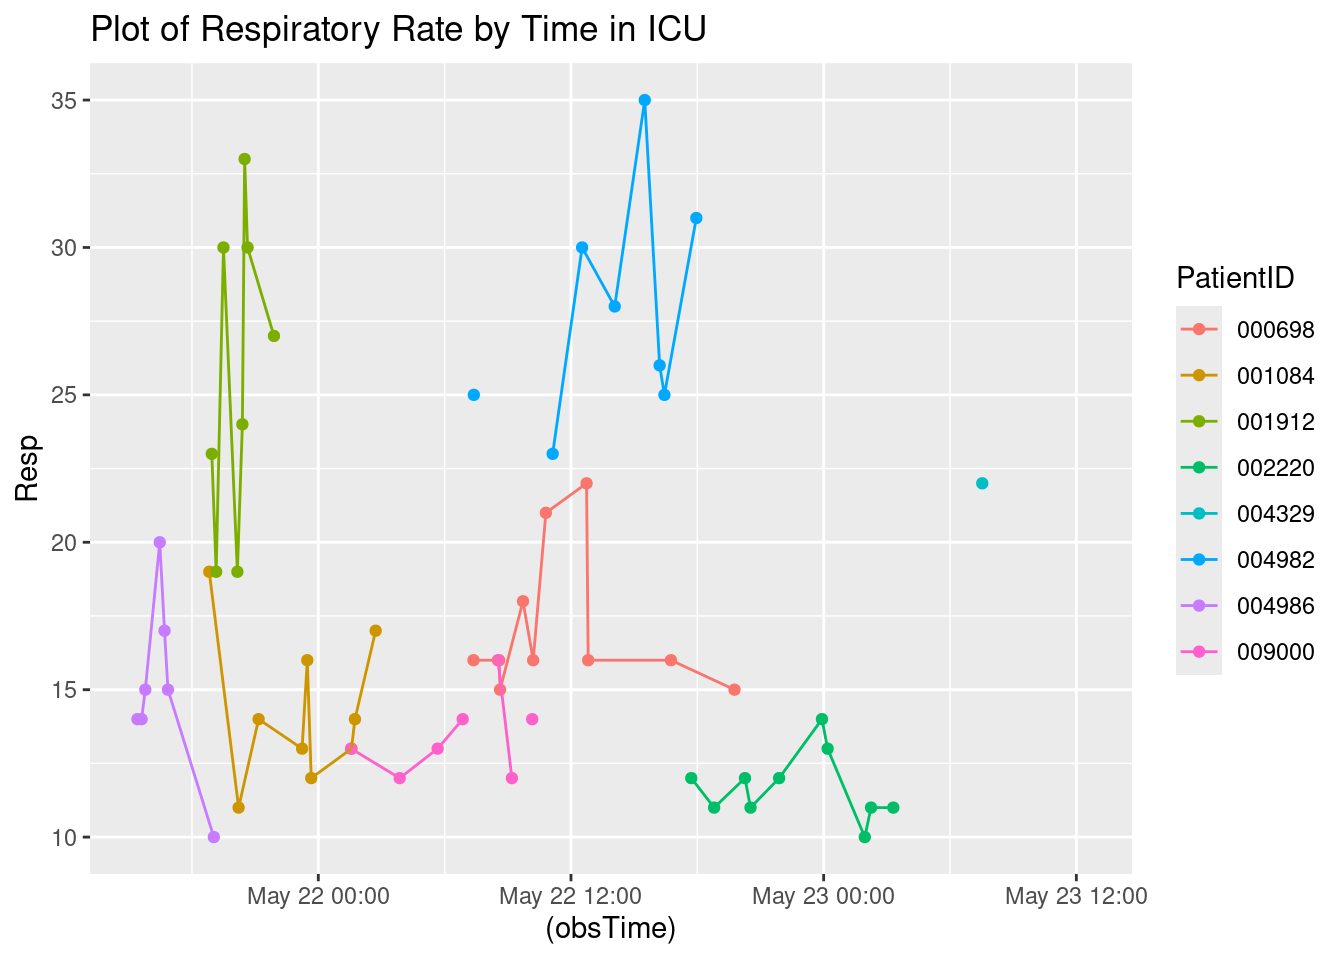 Plot of Respiratory Rate by Time in ICU
35
30
25
20
15
10
Resp
May 22 00:00
May 22 12:00
May 23 00:00
May 23 12:00
(obsTime)
PatientID
000698
001084
001912
002220
004329
004982
004986
009000